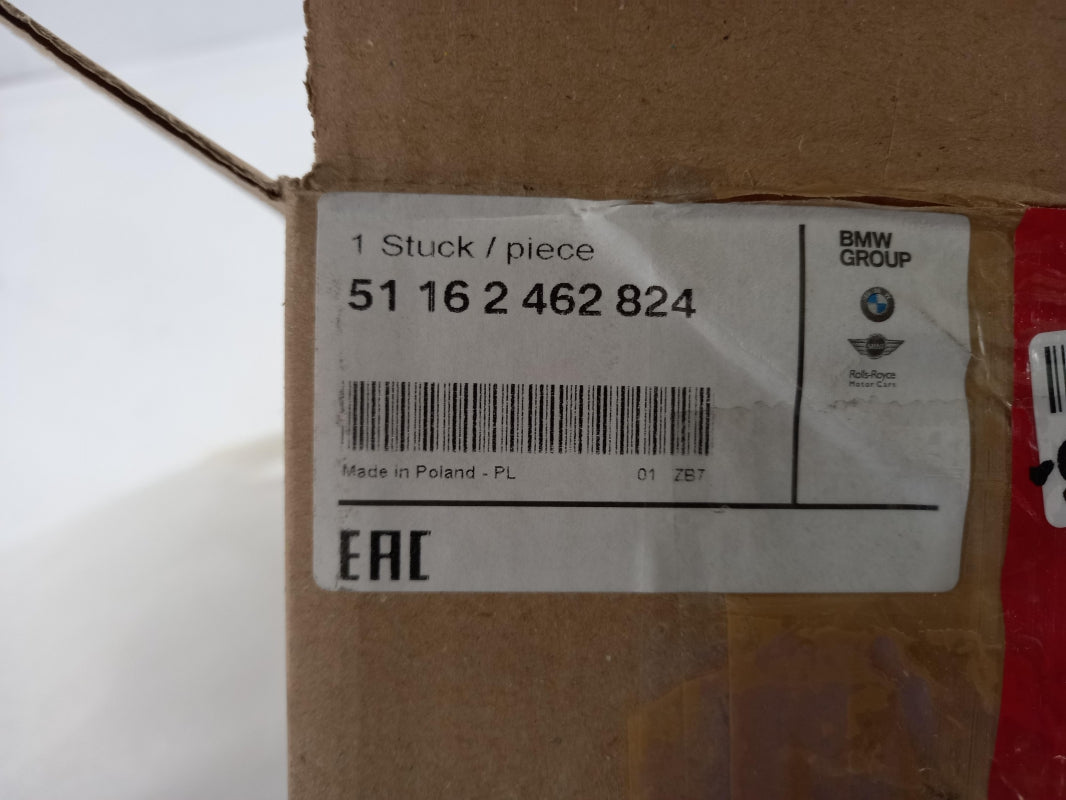 1 Stuck / piece
51 16 2 462 824
Made in Poland - PL
01 ZB7
EAC
BMW
GROUP
Rolls-Royce
Motor Cars